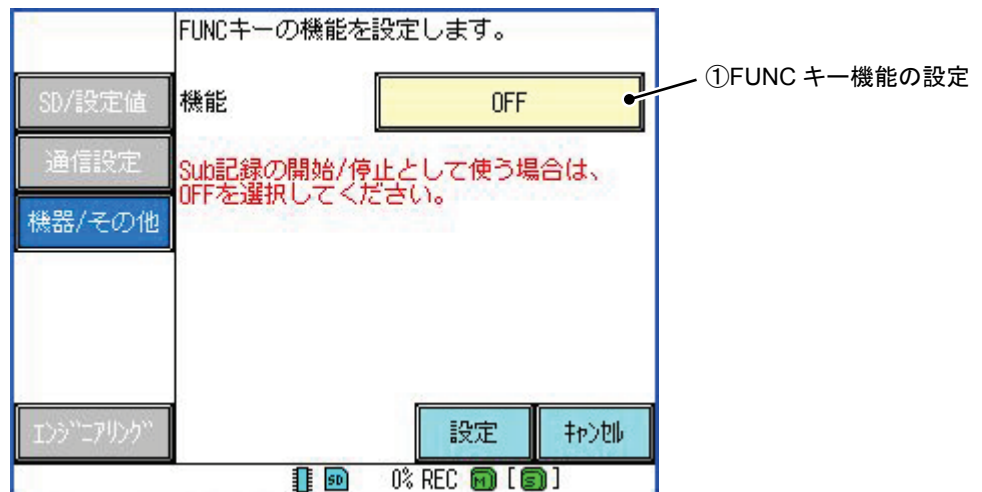 FUNCキーの機能を設定します。
①FUNC キー機能の設定
SD/設定値
機能
OFF
通信設定
Sub記録の開始/停止として使う場合は、
OFFを選択してください。
機器/その他
エンジニアリング
設定
キャンセル
SD
0% REC M [ S ]